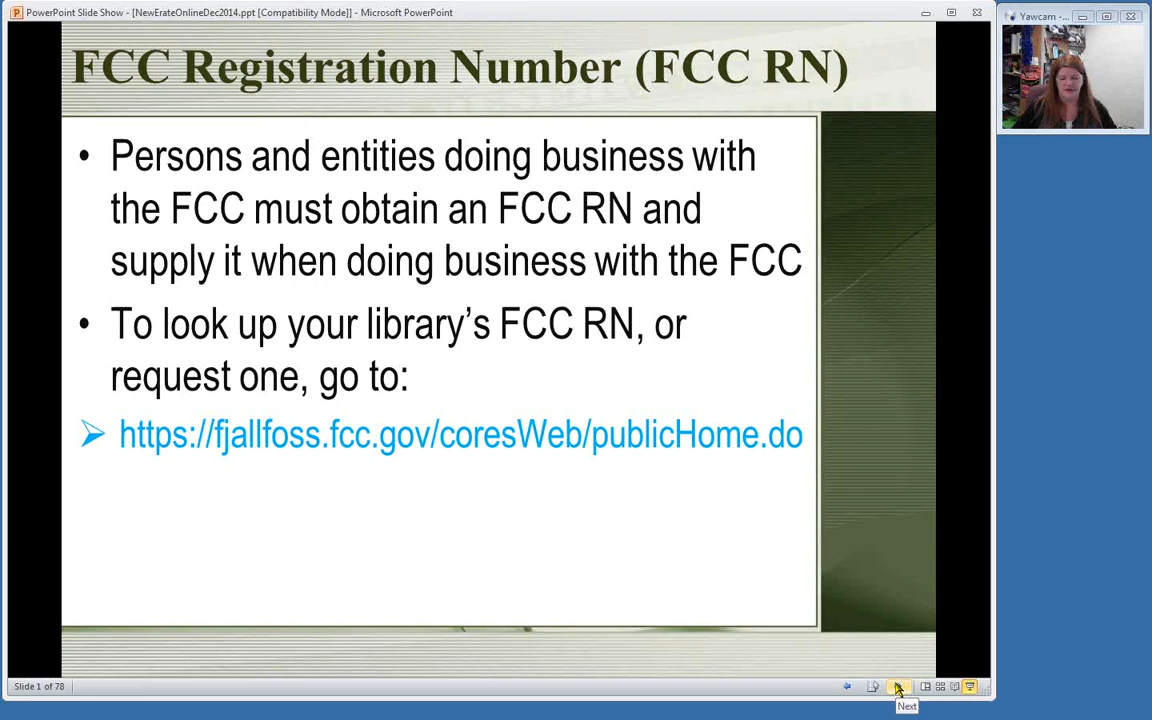 PowerPoint Slide Show - [NewErateOnlineDec2014.ppt [Compatibility Mode]] - Microsoft PowerPoint
Yawcam -...
FCC Registration Number (FCC RN)
• Persons and entities doing business with
the FCC must obtain an FCC RN and
supply it when doing business with the FCC
• To look up your library’s FCC RN, or
request one, go to:
➢ https://fjallfoss.fcc.gov/coresWeb/publicHome.do
Slide 1 of 78
Next